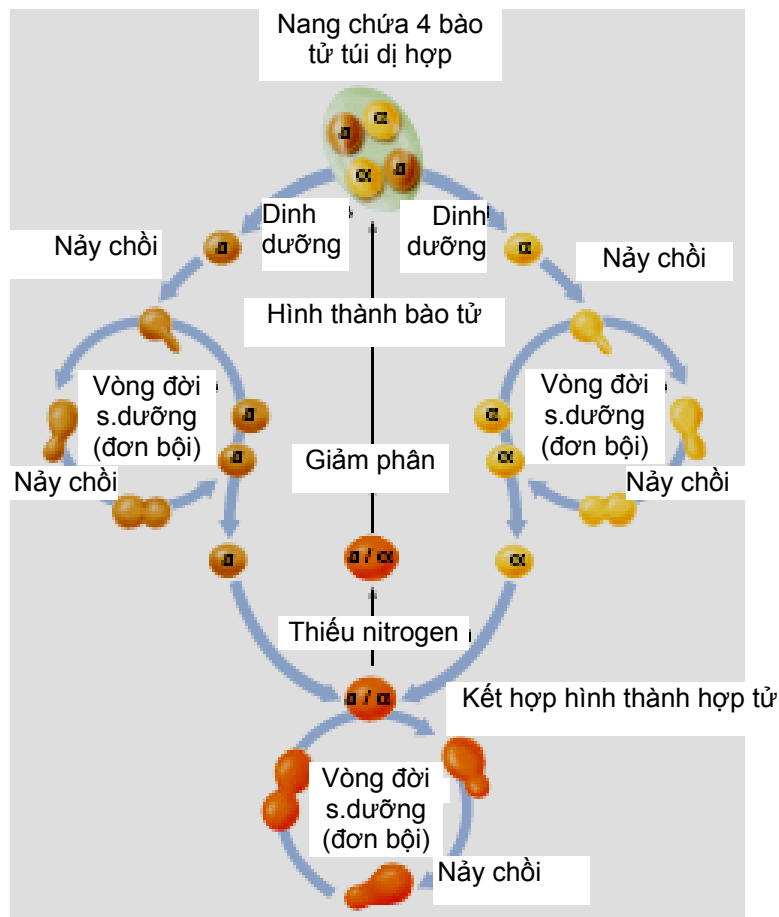 Nang chứa 4 bào
tử túi dị hợp
a
α
α
a
Dinh
dưỡng
Dinh
dưỡng
Nảy chồi
a
α
Nảy chồi
Hình thành bào tử
Vòng đời
s.dưỡng
(đơn bội)
a
a
Nảy chồi
α
α
Vòng đời
s.dưỡng
(đơn bội)
Nảy chồi
Giảm phân
a
a / α
α
Thiếu nitrogen
a / α
Kết hợp hình thành hợp tử
Vòng đời
s.dưỡng
(đơn bội)
Nảy chồi